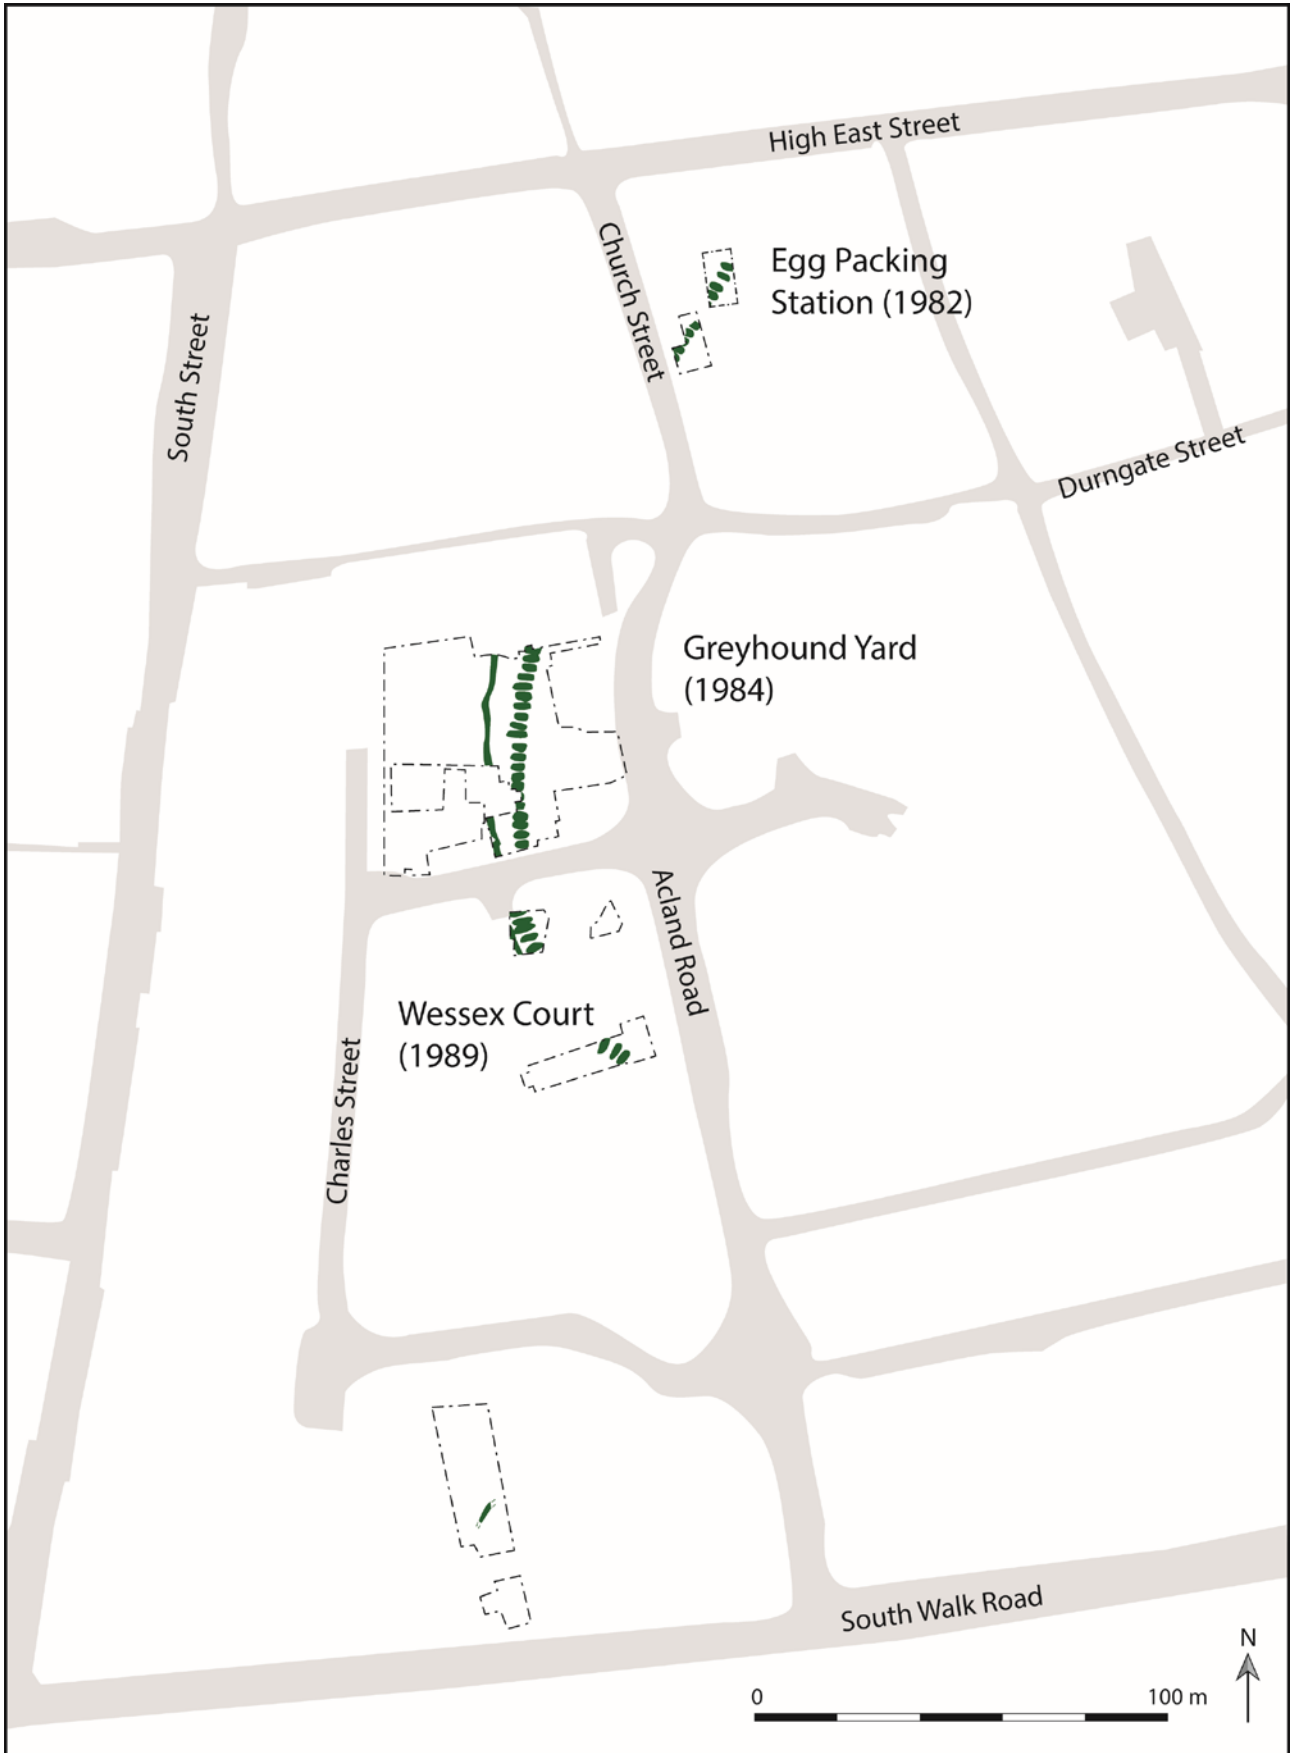 High East Street
Church Street
Egg Packing
Station (1982)
South Street
Durngate Street
Greyhound Yard
(1984)
Acland Road
Wessex Court
(1989)
Charles Street
South Walk Road
N
0
100 m